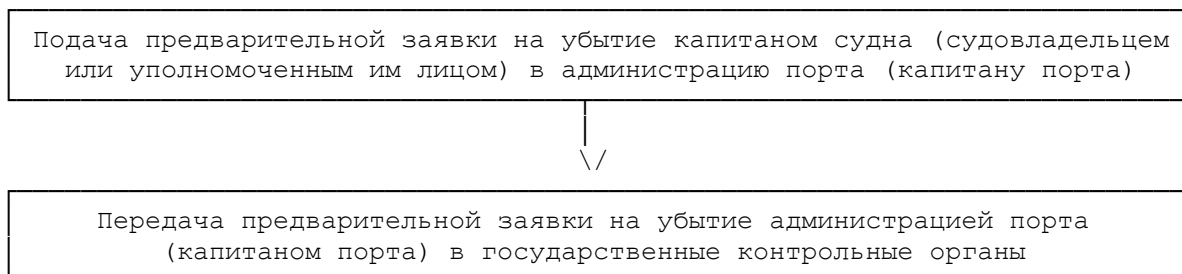 Подача предварительной заявки на убытие капитаном судна (судовладельцем
или уполномоченным им лицом) в администрацию порта (капитану порта)
\/
Передача предварительной заявки на убытие администрацией порта
(капитаном порта) в государственные контрольные органы